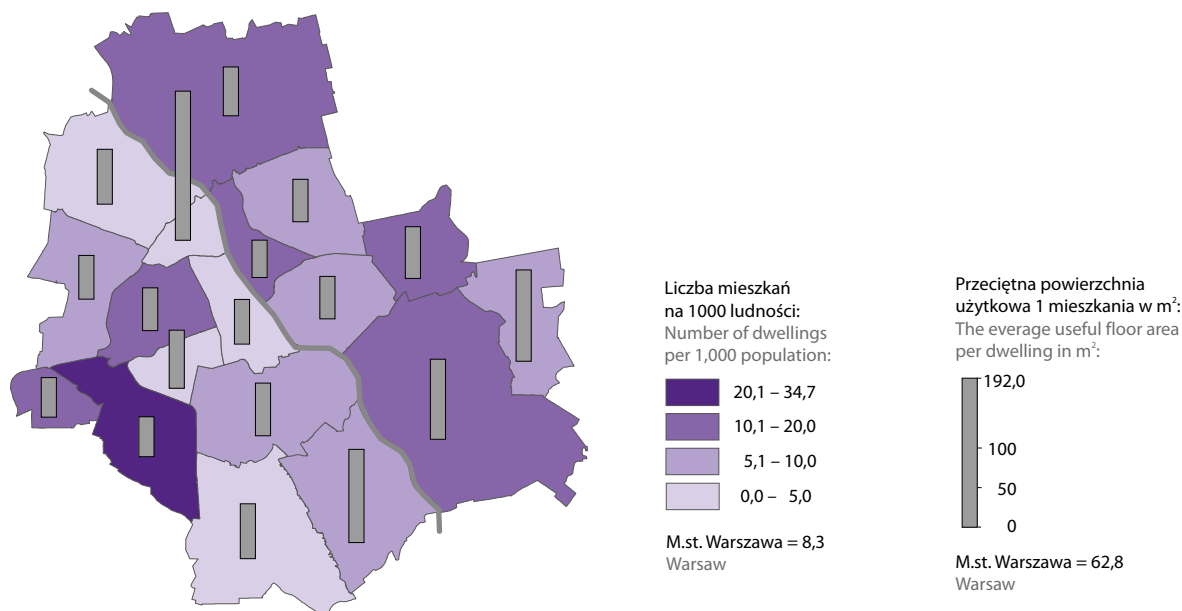 Liczba mieszkań
na 1000 ludności:
Number of dwellings
per 1,000 population:
20,1 – 34,7
10,1 – 20,0
5,1 – 10,0
0,0 – 5,0
M.st. Warszawa = 8,3
Warsaw
Przeciętna powierzchnia
użytkowa 1 mieszkania w m²:
The everage useful floor area
per dwelling in m²:
192,0
100
50
0
M.st. Warszawa = 62,8
Warsaw